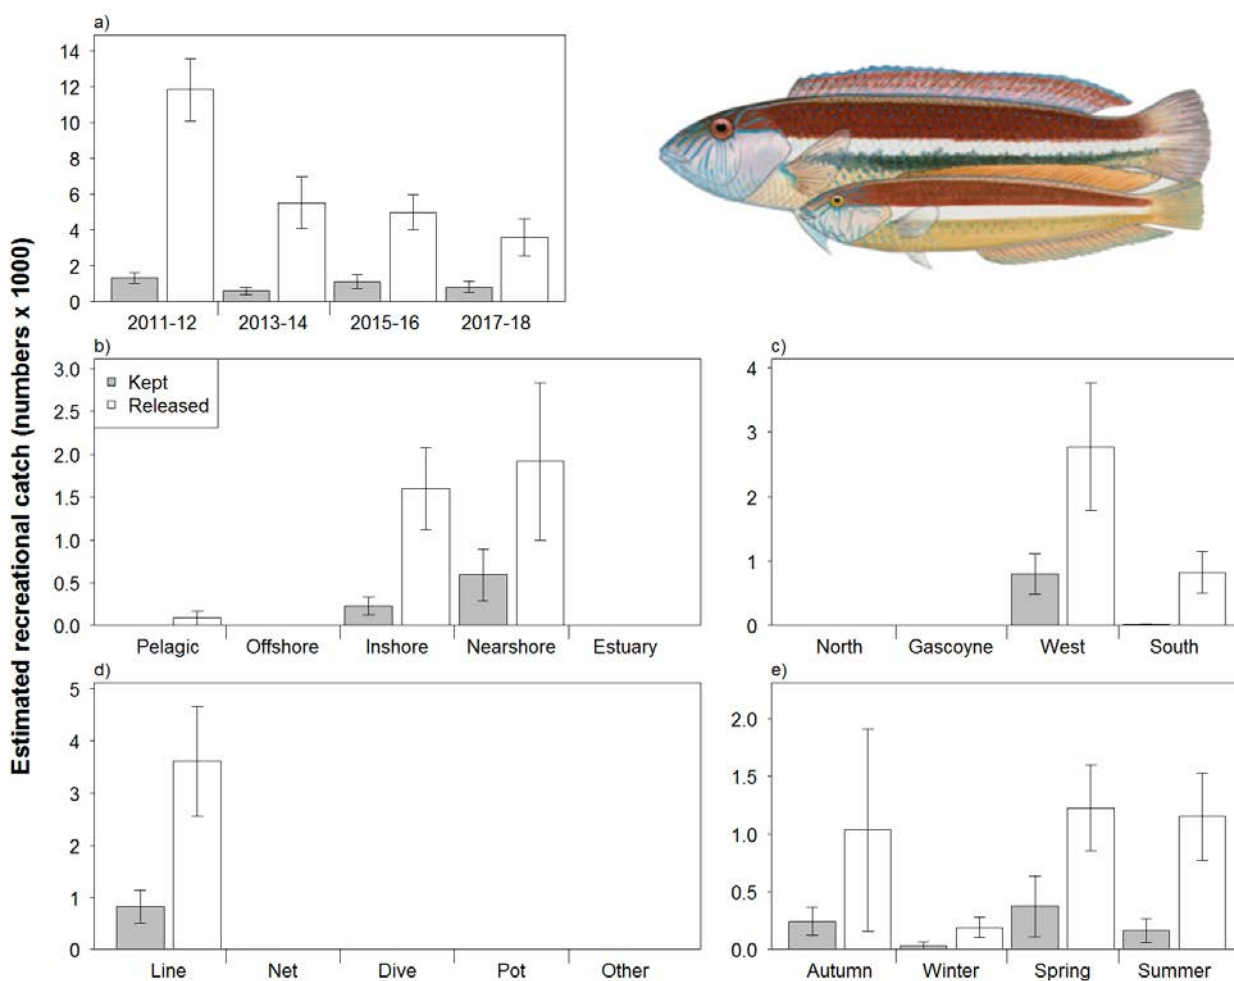 a)
14
12
10
8
6
4
2
0
2011-12 2013-14 2015-16 2017-18
Estimated recreational catch (numbers x 1000)
b)
3.0
2.5
2.0
1.5
1.0
0.5
0.0
Kept
Released
Pelagic Offshore Inshore Nearshore Estuary
c)
4
3
2
1
0
North Gascoyne West South
d)
5
4
3
2
1
0
Line Net Dive Pot Other
e)
2.0
1.5
1.0
0.5
0.0
Autumn Winter Spring Summer